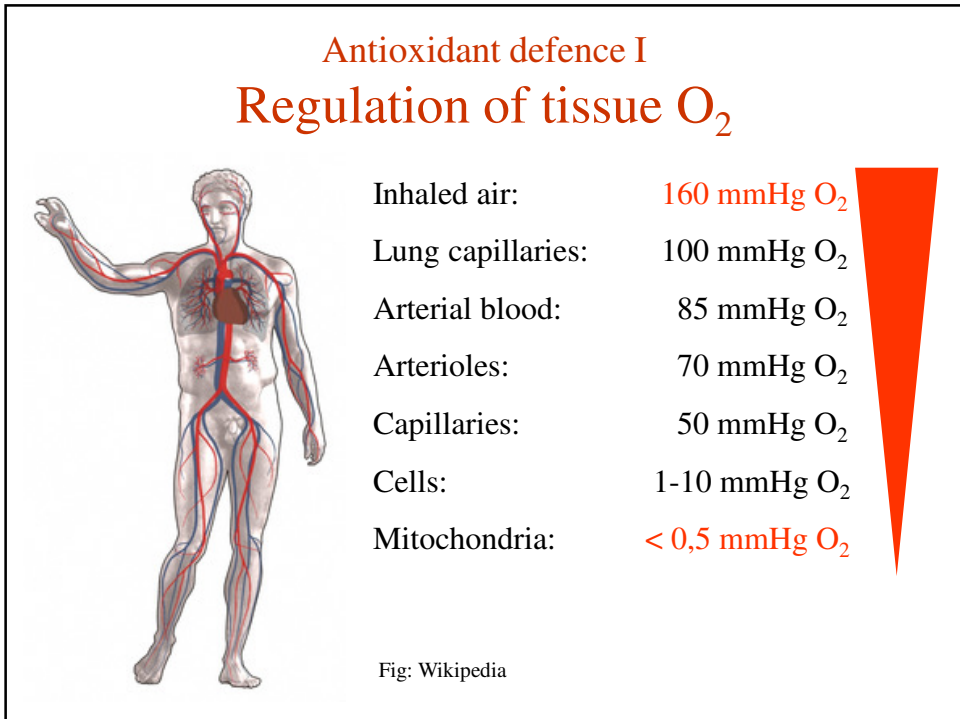 Antioxidant defence I
Regulation of tissue O₂
Inhaled air: 160 mmHg O₂
Lung capillaries: 100 mmHg O₂
Arterial blood: 85 mmHg O₂
Arterioles: 70 mmHg O₂
Capillaries: 50 mmHg O₂
Cells: 1-10 mmHg O₂
Mitochondria: < 0,5 mmHg O₂
Fig: Wikipedia